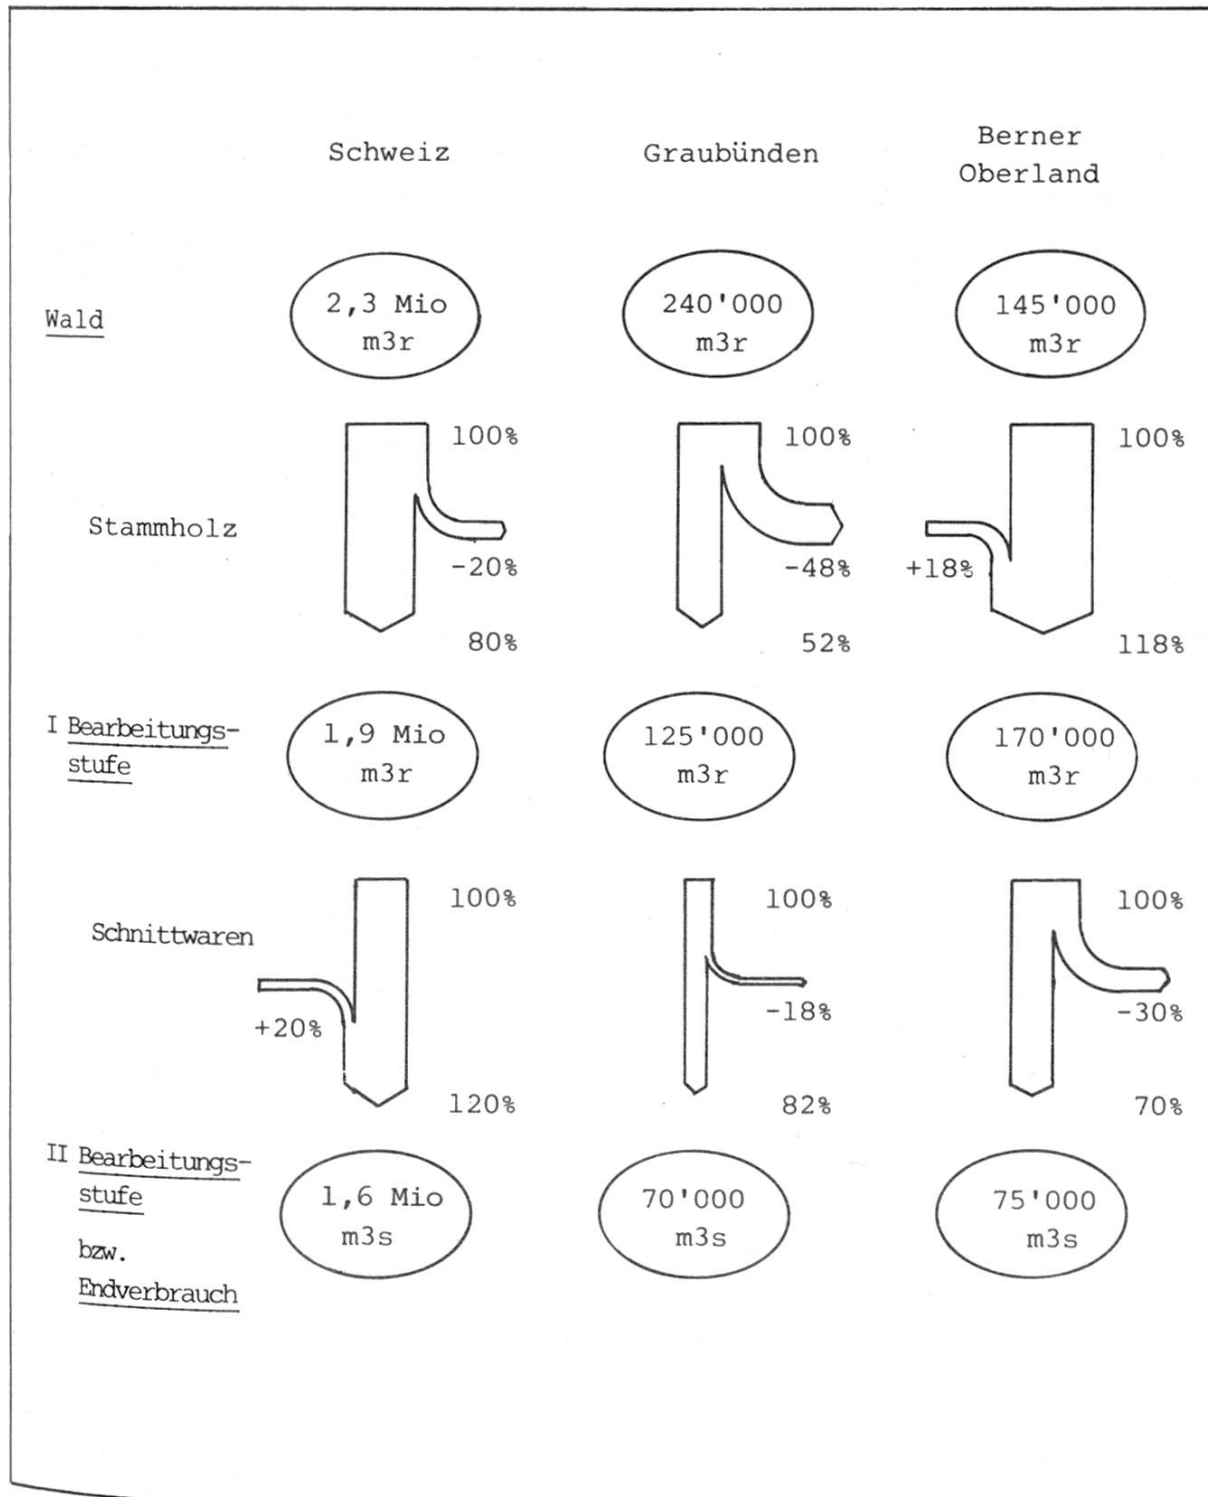 Schweiz
Graubünden
Berner
Oberland
Wald
2,3 Mio
m3r
240'000
m3r
145'000
m3r
Stammholz
100%
-20%
80%
100%
-48%
52%
100%
+18%
118%
I Bearbeitungs-
stufe
1,9 Mio
m3r
125'000
m3r
170'000
m3r
Schnittwaren
100%
+20%
120%
100%
-18%
82%
100%
-30%
70%
II Bearbeitungs-
stufe
bzw.
Endverbrauch
1,6 Mio
m3s
70'000
m3s
75'000
m3s